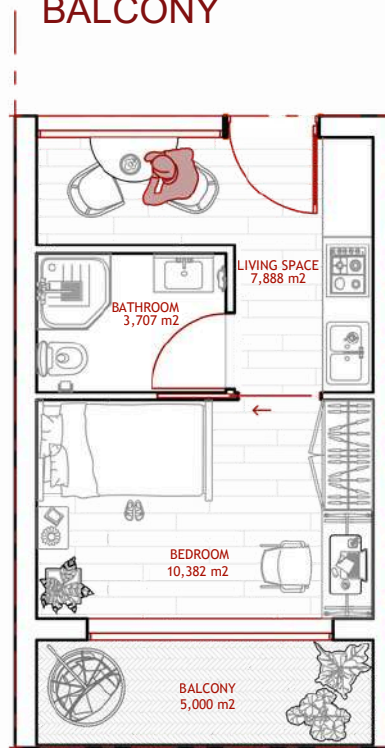 BALCONY
LIVING SPACE
7,888 m2
BATHROOM
3,707 m2
BEDROOM
10,382 m2
BALCONY
5,000 m2